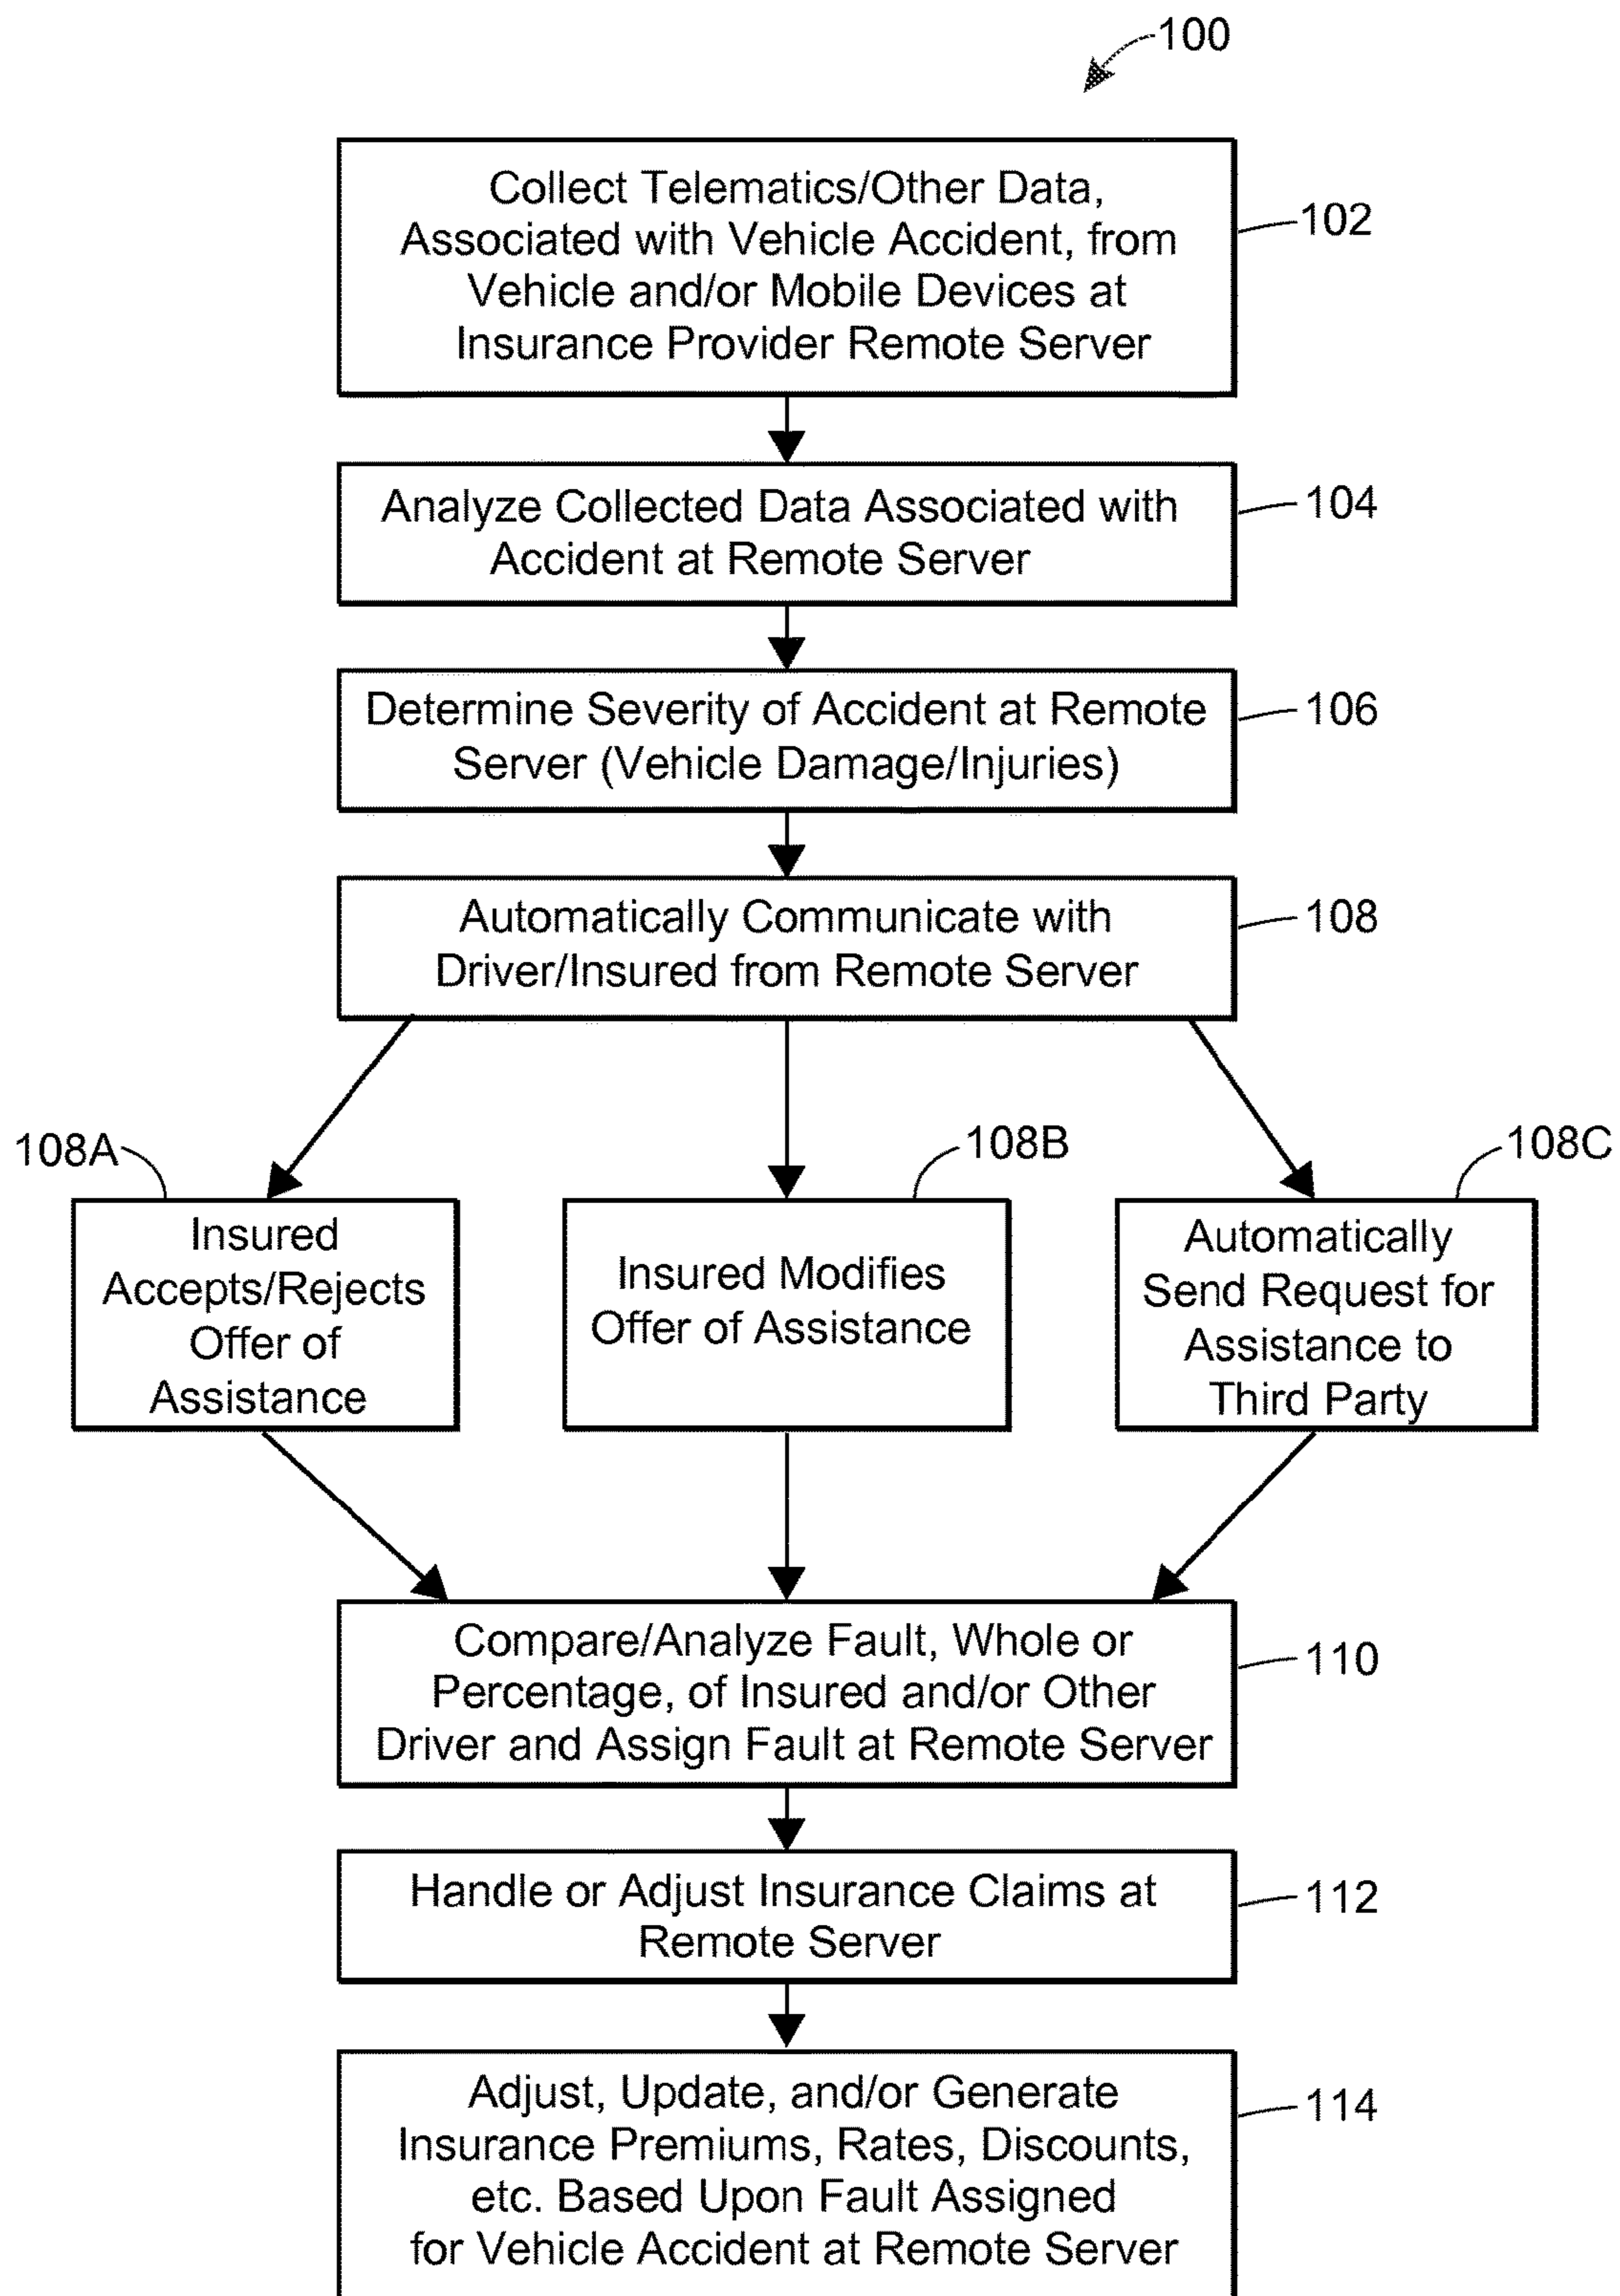 100
Collect Telematics/Other Data,
Associated with Vehicle Accident, from
Vehicle and/or Mobile Devices at
Insurance Provider Remote Server
102
Analyze Collected Data Associated with
Accident at Remote Server
104
Determine Severity of Accident at Remote
Server (Vehicle Damage/Injuries)
106
Automatically Communicate with
Driver/Insured from Remote Server
108
108A
Insured
Accepts/Rejects
Offer of
Assistance
108B
Insured Modifies
Offer of Assistance
108C
Automatically
Send Request for
Assistance to
Third Party
Compare/Analyze Fault, Whole or
Percentage, of Insured and/or Other
Driver and Assign Fault at Remote Server
110
Handle or Adjust Insurance Claims at
Remote Server
112
Adjust, Update, and/or Generate
Insurance Premiums, Rates, Discounts,
etc. Based Upon Fault Assigned
for Vehicle Accident at Remote Server
114